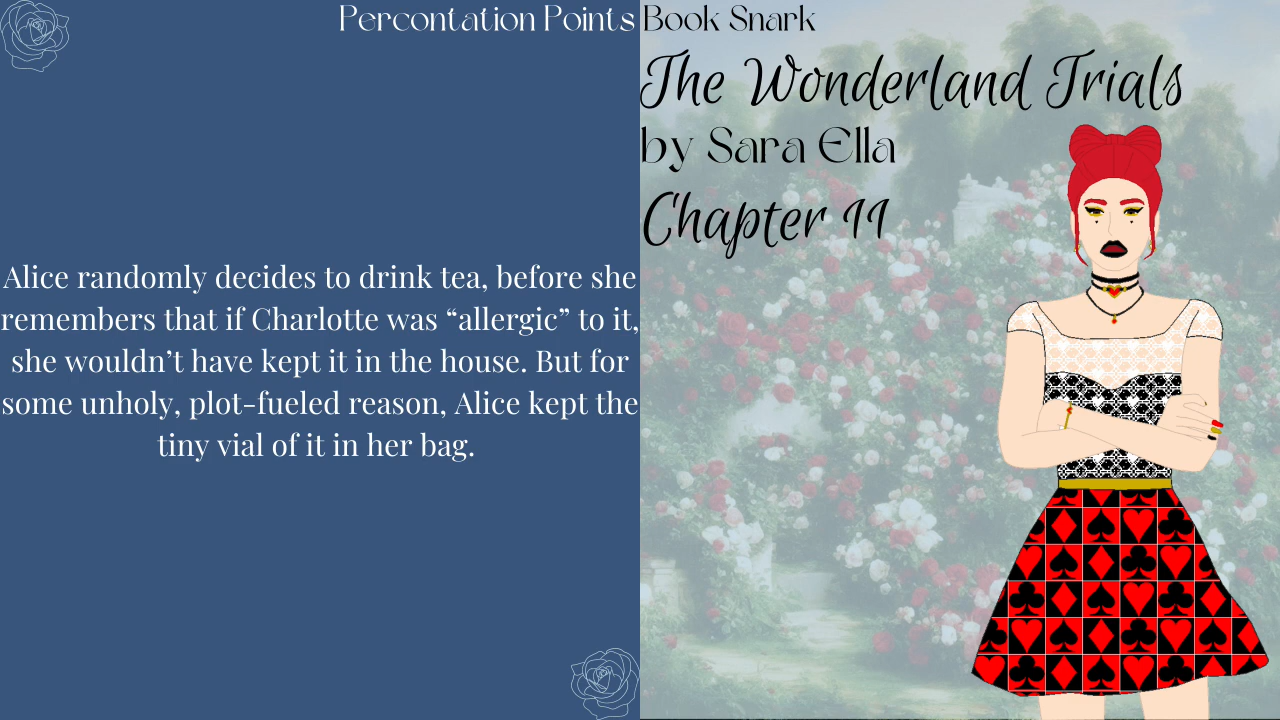 Percontation Points Book Snark
The Wonderland Trials
by Sara Ella
Chapter 11
Alice randomly decides to drink tea, before she
remembers that if Charlotte was “allergic” to it,
she wouldn’t have kept it in the house. But for
some unholy, plot-fueled reason, Alice kept the
tiny vial of it in her bag.